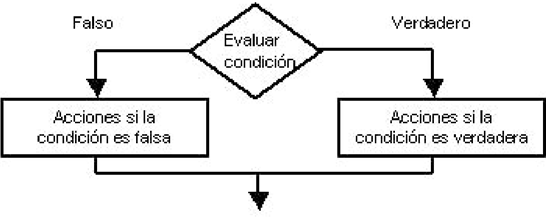 Falso
Verdadero
Evaluar
condición
Acciones si la
condición es falsa
Acciones si la
condición es verdadera